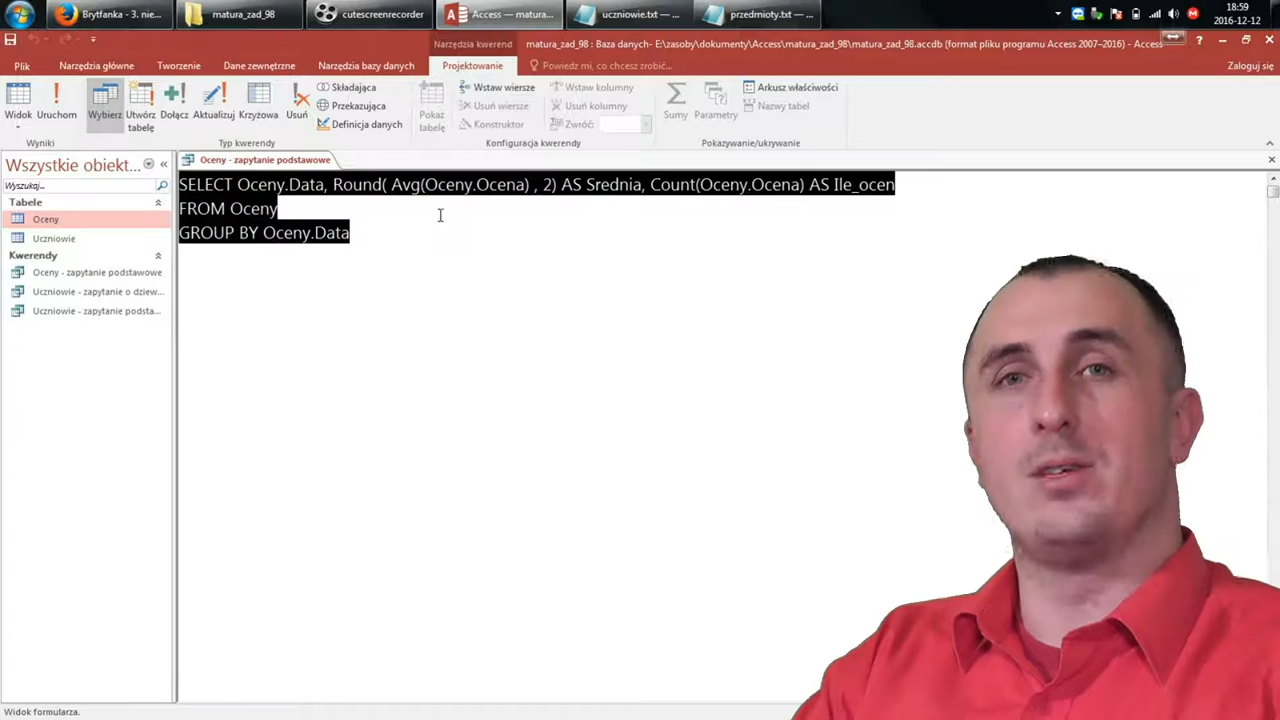 Brytfanka - 3. nie...
matura_zad_98
cutescreenrecorder
Access — matura...
uczniowie.txt — ...
przedmioty.txt — ...
18:59
2016-12-12
Narzędzia kwerend
matura_zad_98 : Baza danych- E:\zasoby\dokumenty\Access\matura_zad_98\matura_zad_98.accdb (format pliku programu Access 2007–2016) - Access
Plik
Narzędzia główne
Tworzenie
Dane zewnętrzne
Narzędzia bazy danych
Projektowanie
Powiedz mi, co chcesz zrobić...
Zaloguj się
Widok
Uruchom
Wybierz
Utwórz tabelę
Dołącz
Aktualizuj
Krzyżowa
Usuń
Składająca
Przekazująca
Definicja danych
Pokaż tabelę
Wstaw wiersze
Usuń wiersze
Konstruktor
Wstaw kolumny
Usuń kolumny
Zwróć:
Sumy
Parametry
Arkusz właściwości
Nazwy tabel
Wyniki
Typ kwerendy
Konfiguracja kwerendy
Pokazywanie/ukrywanie
Wszystkie obiekt...
Wyszukaj...
Tabele
Oceny
Uczniowie
Kwerendy
Oceny - zapytanie podstawowe
Uczniowie - zapytanie o dziew...
Uczniowie - zapytanie podsta...
Oceny - zapytanie podstawowe
SELECT Oceny.Data, Round( Avg(Oceny.Ocena) , 2) AS Srednia, Count(Oceny.Ocena) AS Ile_ocen
FROM Oceny
GROUP BY Oceny.Data
Widok formularza.